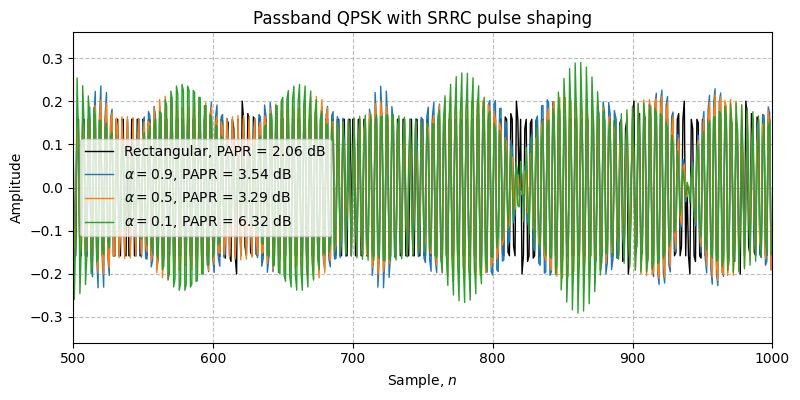 Passband QPSK with SRRC pulse shaping
0.3
0.2
0.1
0.0
−0.1
−0.2
−0.3
Amplitude
Rectangular, PAPR = 2.06 dB
α = 0.9, PAPR = 3.54 dB
α = 0.5, PAPR = 3.29 dB
α = 0.1, PAPR = 6.32 dB
500 600 700 800 900 1000
Sample, n